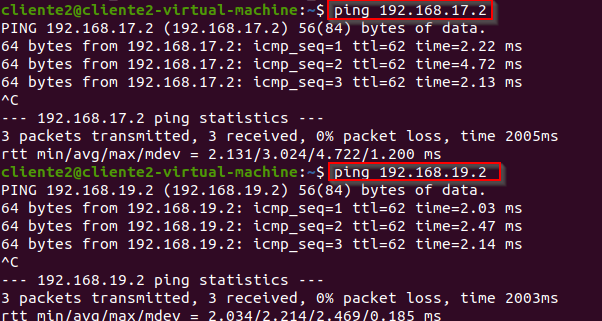 cliente2@cliente2-virtual-machine:~$ ping 192.168.17.2
PING 192.168.17.2 (192.168.17.2) 56(84) bytes of data.
64 bytes from 192.168.17.2: icmp_seq=1 ttl=62 time=2.22 ms
64 bytes from 192.168.17.2: icmp_seq=2 ttl=62 time=4.72 ms
64 bytes from 192.168.17.2: icmp_seq=3 ttl=62 time=2.13 ms
^C
--- 192.168.17.2 ping statistics ---
3 packets transmitted, 3 received, 0% packet loss, time 2005ms
rtt min/avg/max/mdev = 2.131/3.024/4.722/1.200 ms
cliente2@cliente2-virtual-machine:~$ ping 192.168.19.2
PING 192.168.19.2 (192.168.19.2) 56(84) bytes of data.
64 bytes from 192.168.19.2: icmp_seq=1 ttl=62 time=2.03 ms
64 bytes from 192.168.19.2: icmp_seq=2 ttl=62 time=2.47 ms
64 bytes from 192.168.19.2: icmp_seq=3 ttl=62 time=2.14 ms
^C
--- 192.168.19.2 ping statistics ---
3 packets transmitted, 3 received, 0% packet loss, time 2003ms
rtt min/avg/max/mdev = 2.034/2.214/2.469/0.185 ms